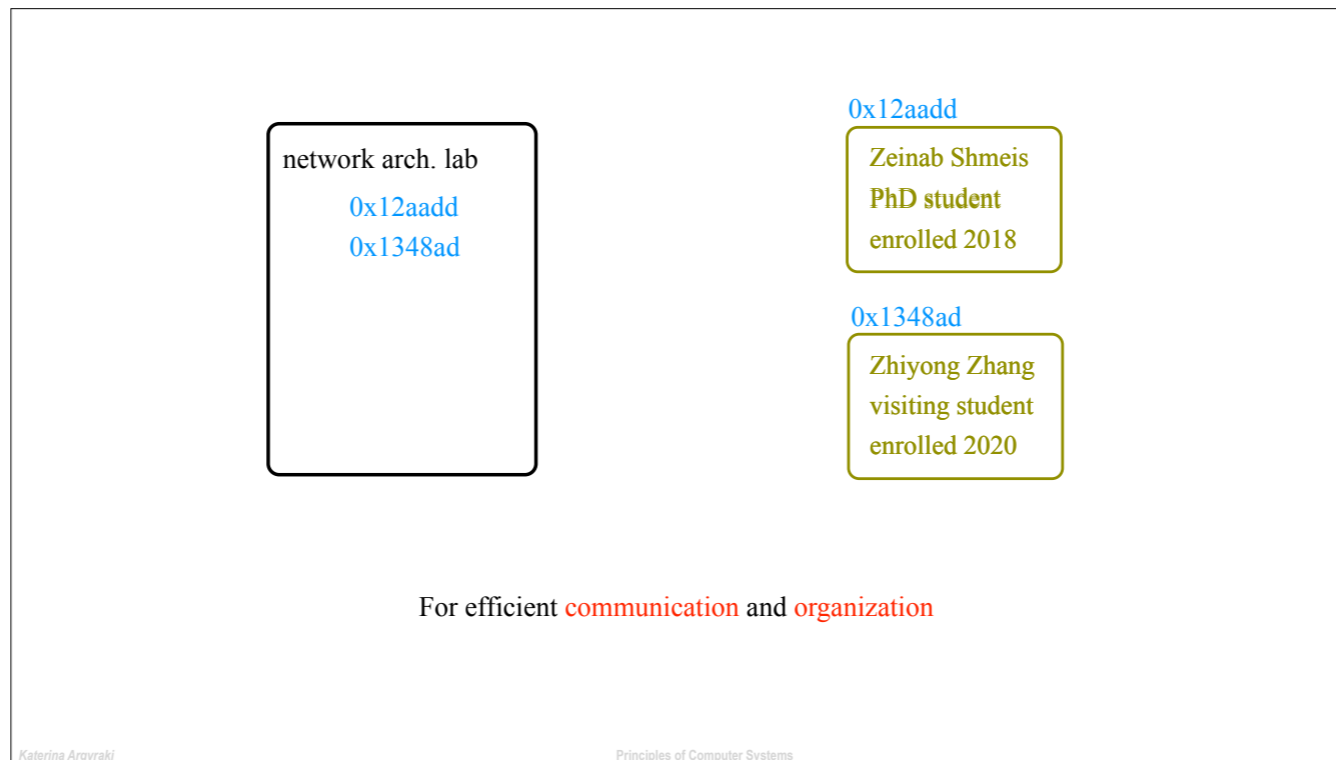 network arch. lab
0x12aadd
0x1348ad
0x12aadd
Zeinab Shmeis
PhD student
enrolled 2018
0x1348ad
Zhiyong Zhang
visiting student
enrolled 2020
For efficient communication and organization
Katerina Argyraki
Principles of Computer Systems